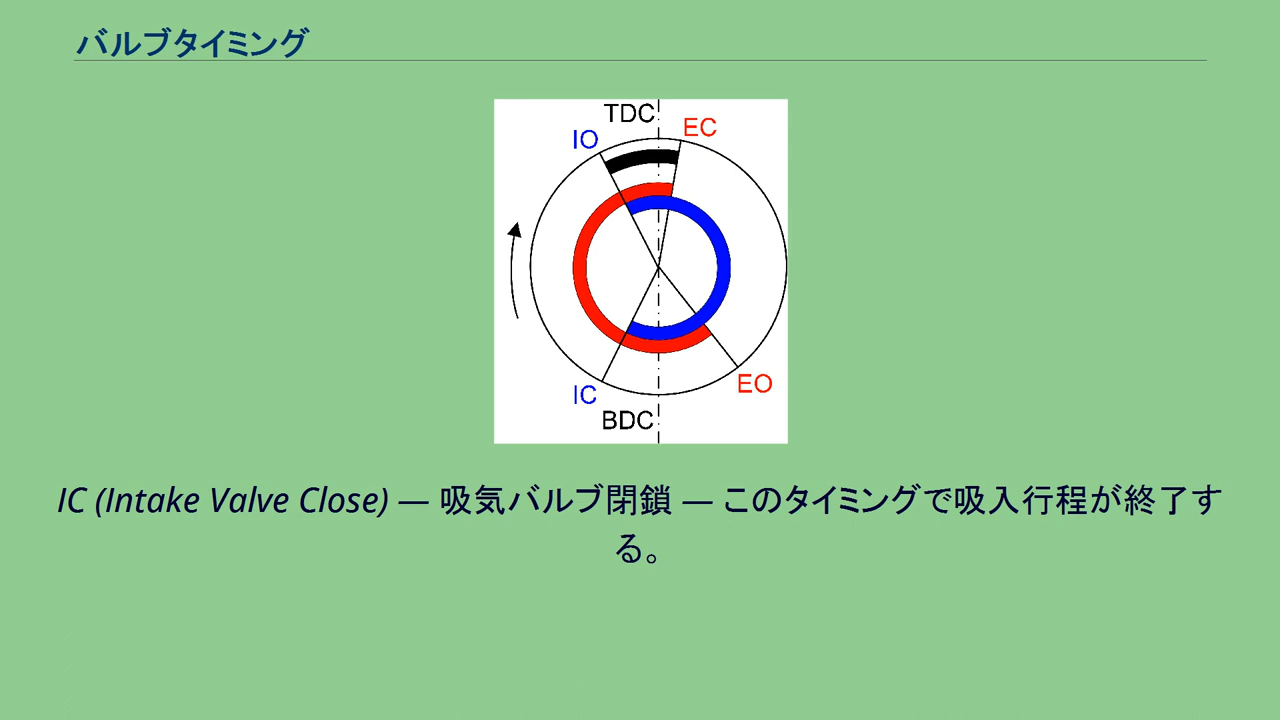 バルブタイミング
TDC
EC
IO
IC
EO
BDC
IC (Intake Valve Close) — 吸気バルブ閉鎖 — このタイミングで吸入行程が終了す
る。